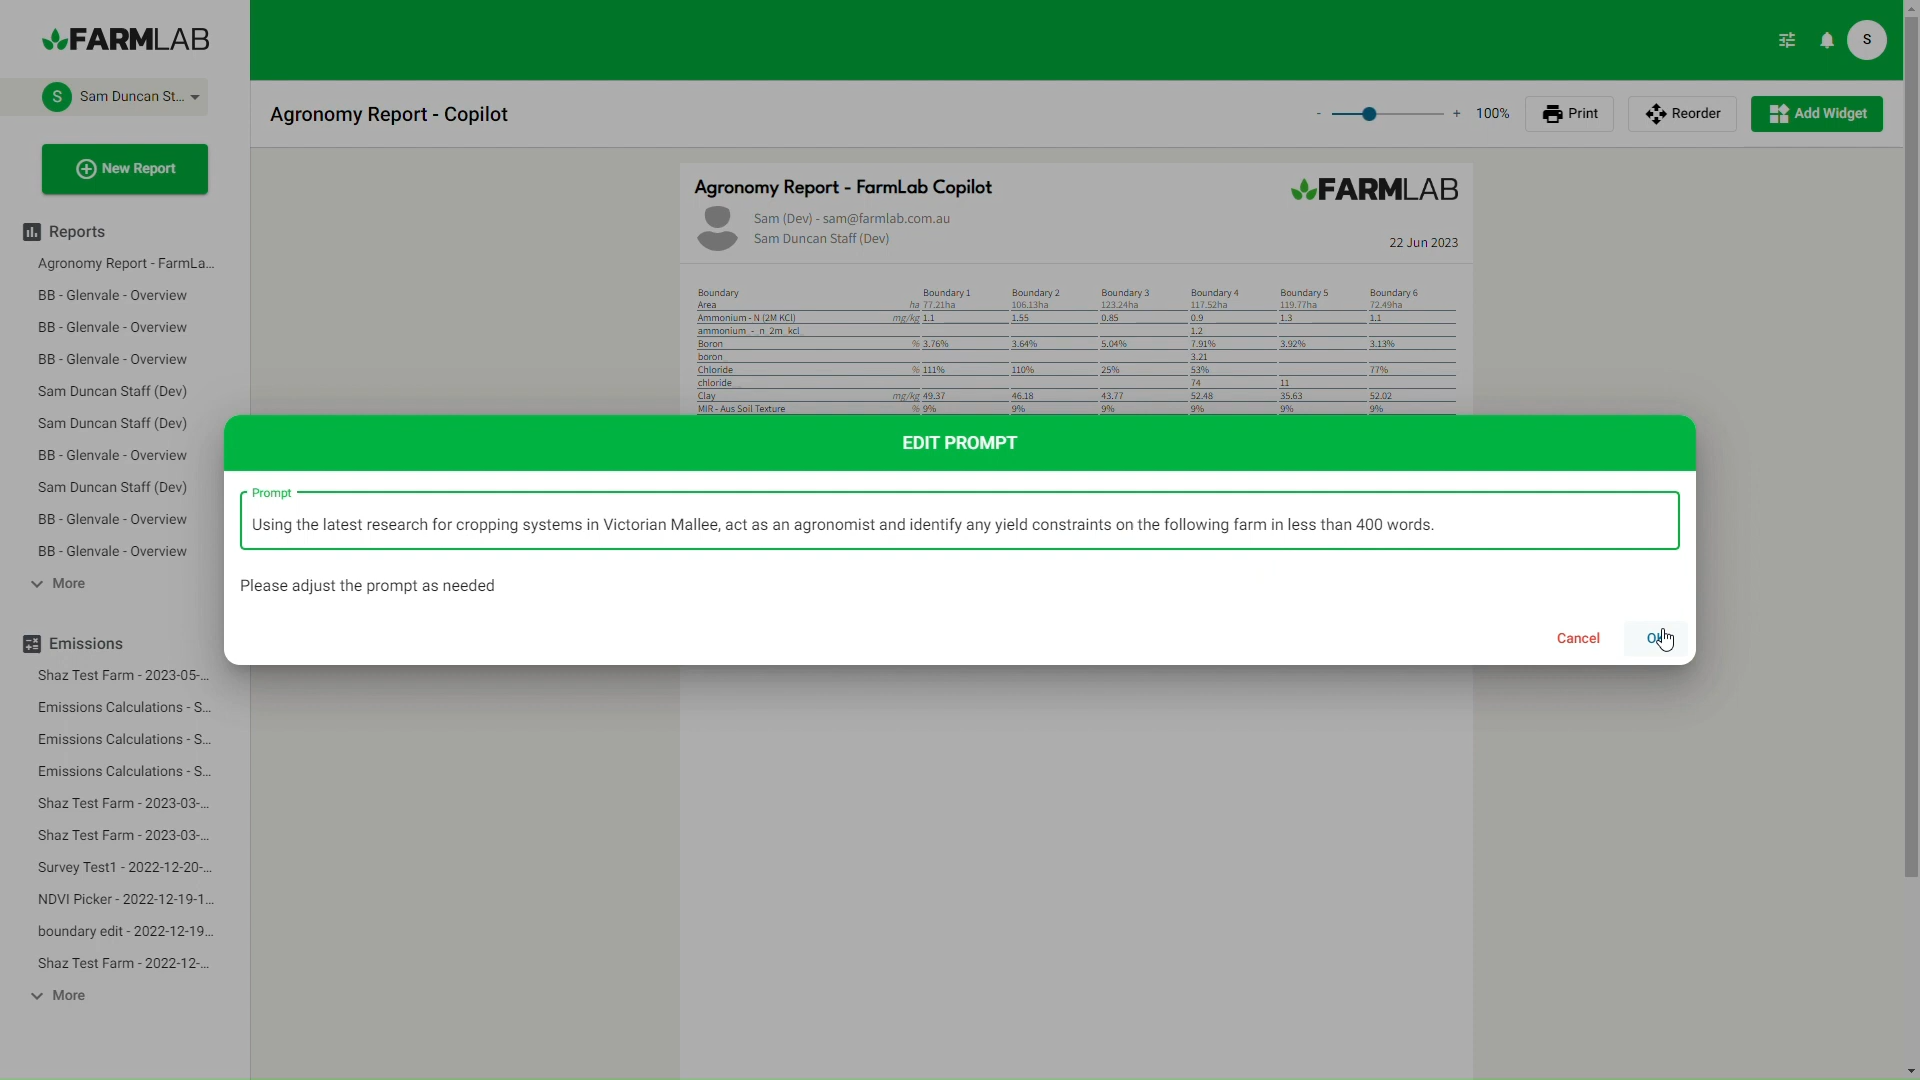 FARMLAB
S
Sam Duncan St...
New Report
Reports
Agronomy Report - FarmLa...
BB - Glenvale - Overview
BB - Glenvale - Overview
BB - Glenvale - Overview
Sam Duncan Staff (Dev)
Sam Duncan Staff (Dev)
BB - Glenvale - Overview
Sam Duncan Staff (Dev)
BB - Glenvale - Overview
BB - Glenvale - Overview
More
Emissions
Shaz Test Farm - 2023-05-...
Emissions Calculations - S...
Emissions Calculations - S...
Emissions Calculations - S...
Shaz Test Farm - 2023-03-...
Shaz Test Farm - 2023-03-...
Survey Test1 - 2022-12-20-...
NDVI Picker - 2022-12-19-1...
boundary edit - 2022-12-19...
Shaz Test Farm - 2022-12-...
More
S
Agronomy Report - Copilot
- + 100% Print Reorder Add Widget
Agronomy Report - FarmLab Copilot
FARMLAB
Sam (Dev) - sam@farmlab.com.au
Sam Duncan Staff (Dev)
22 Jun 2023
Boundary Boundary 1 Boundary 2 Boundary 3 Boundary 4 Boundary 5 Boundary 6
Area ha 77.21ha 106.13ha 123.24ha 117.52ha 119.77ha 72.49ha
Ammonium - N (2M KCl) mg/kg 1.1 1.55 0.85 0.9 1.3 1.1
ammonium_-_n_2m_kcl_ 1.2
Boron % 3.76% 3.64% 5.04% 7.91% 3.92% 3.13%
boron_ 3.21
Chloride % 111% 110% 25% 53% 77%
chloride_ 74 11
Clay mg/kg 49.37 46.18 43.77 52.48 35.63 52.02
MIR - Aus Soil Texture % 9% 9% 9% 9% 9% 9%
EDIT PROMPT
Prompt
Using the latest research for cropping systems in Victorian Mallee, act as an agronomist and identify any yield constraints on the following farm in less than 400 words.
Please adjust the prompt as needed
Cancel